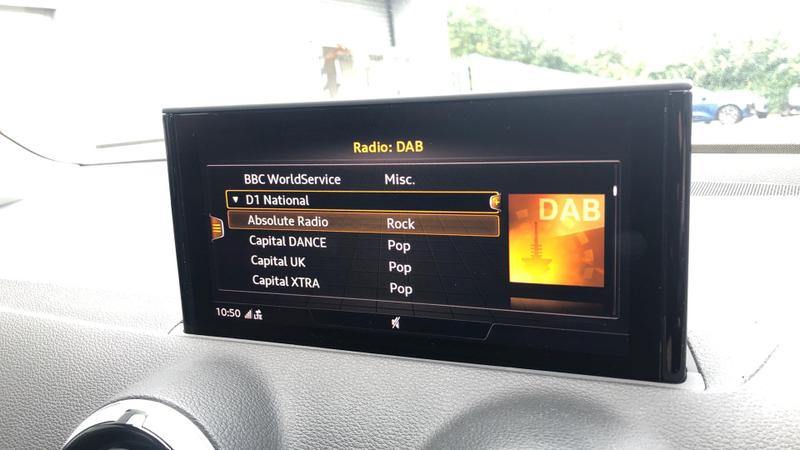 Radio: DAB
BBC WorldService Misc.
D1 National
Absolute Radio Rock
Capital DANCE Pop
Capital UK Pop
Capital XTRA Pop
DAB
10:50 LTE